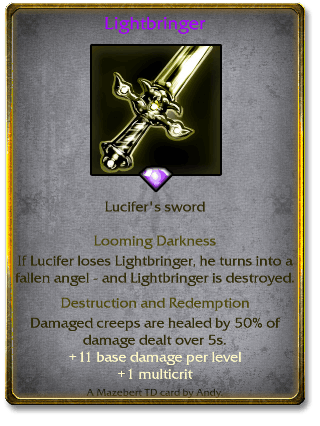 Lightbringer
Lucifer's sword
Looming Darkness
If Lucifer loses Lightbringer, he turns into a
fallen angel - and Lightbringer is destroyed.
Destruction and Redemption
Damaged creeps are healed by 50% of
damage dealt over 5s.
+11 base damage per level
+1 multicrit
A Mazebert TD card by Andy...